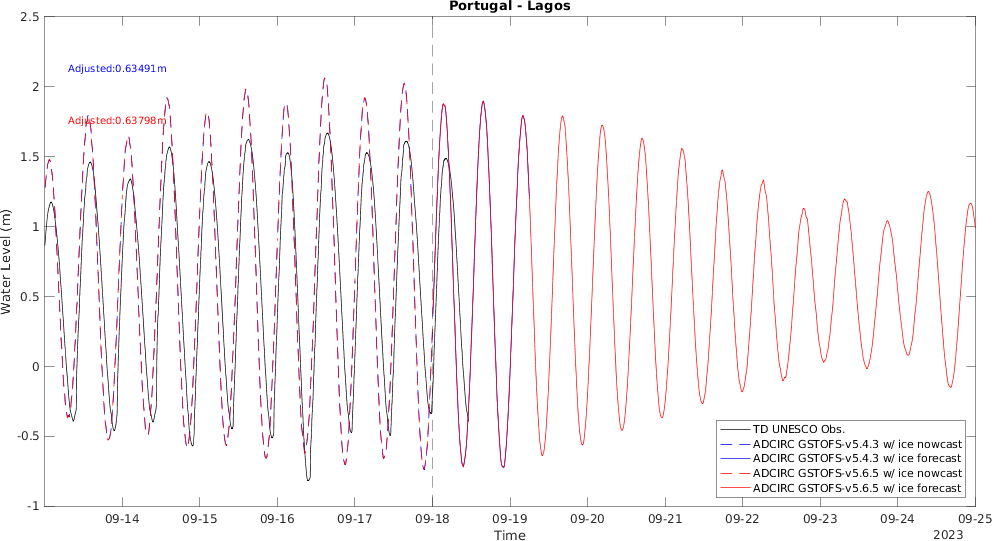 Portugal - Lagos
2.5
2
1.5
1
0.5
0
-0.5
-1
Water Level (m)
Adjusted:0.63491m
Adjusted:0.63798m
TD UNESCO Obs.
ADCIRC GSTOFS-v5.4.3 w/ ice nowcast
ADCIRC GSTOFS-v5.4.3 w/ ice forecast
ADCIRC GSTOFS-v5.6.5 w/ ice nowcast
ADCIRC GSTOFS-v5.6.5 w/ ice forecast
09-14 09-15 09-16 09-17 09-18 09-19 09-20 09-21 09-22 09-23 09-24 09-25
Time
2023